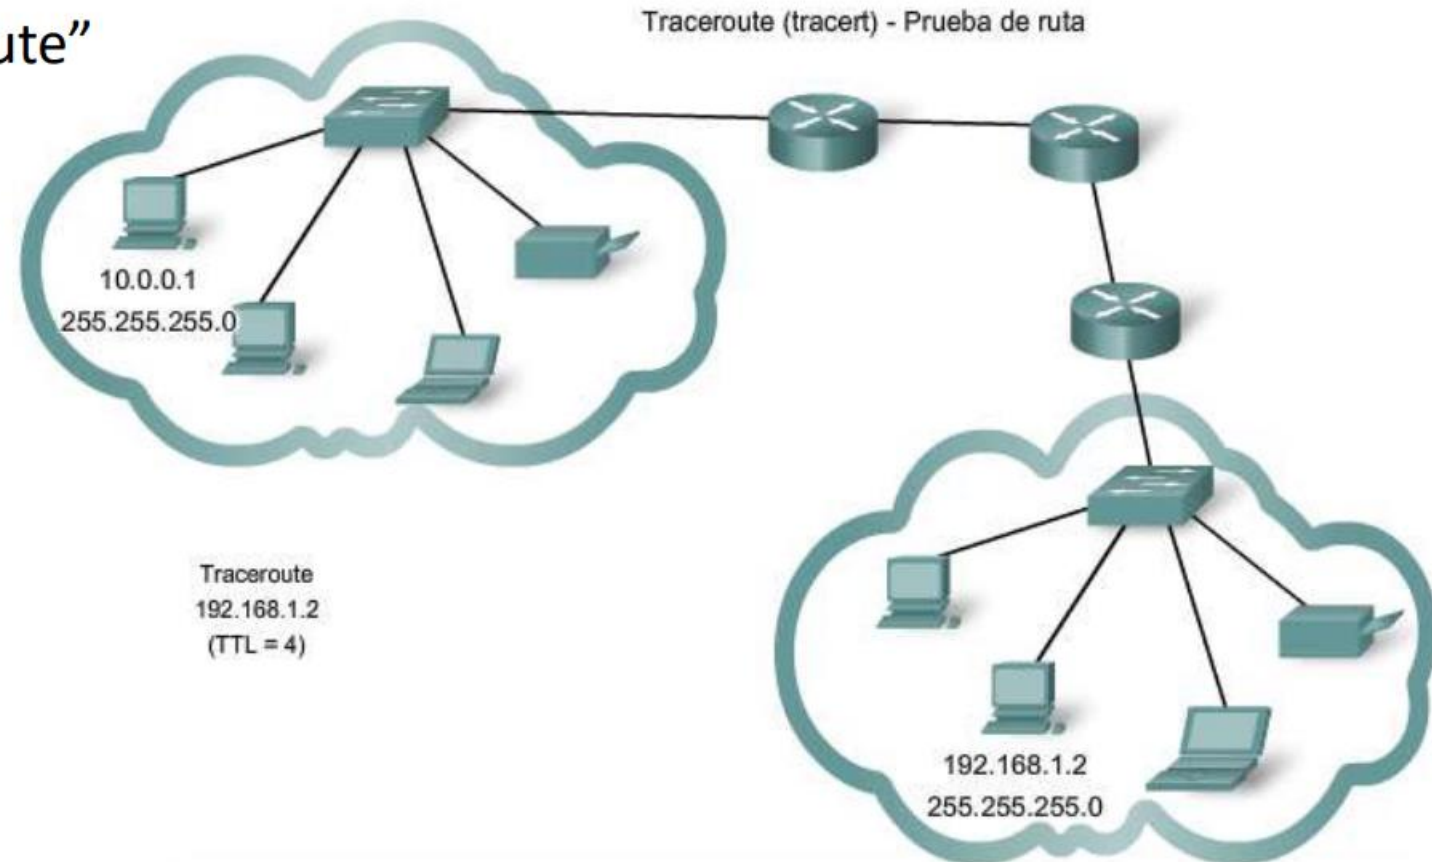 ute”
Traceroute (tracert) - Prueba de ruta
10.0.0.1
255.255.255.0
Traceroute
192.168.1.2
(TTL = 4)
192.168.1.2
255.255.255.0